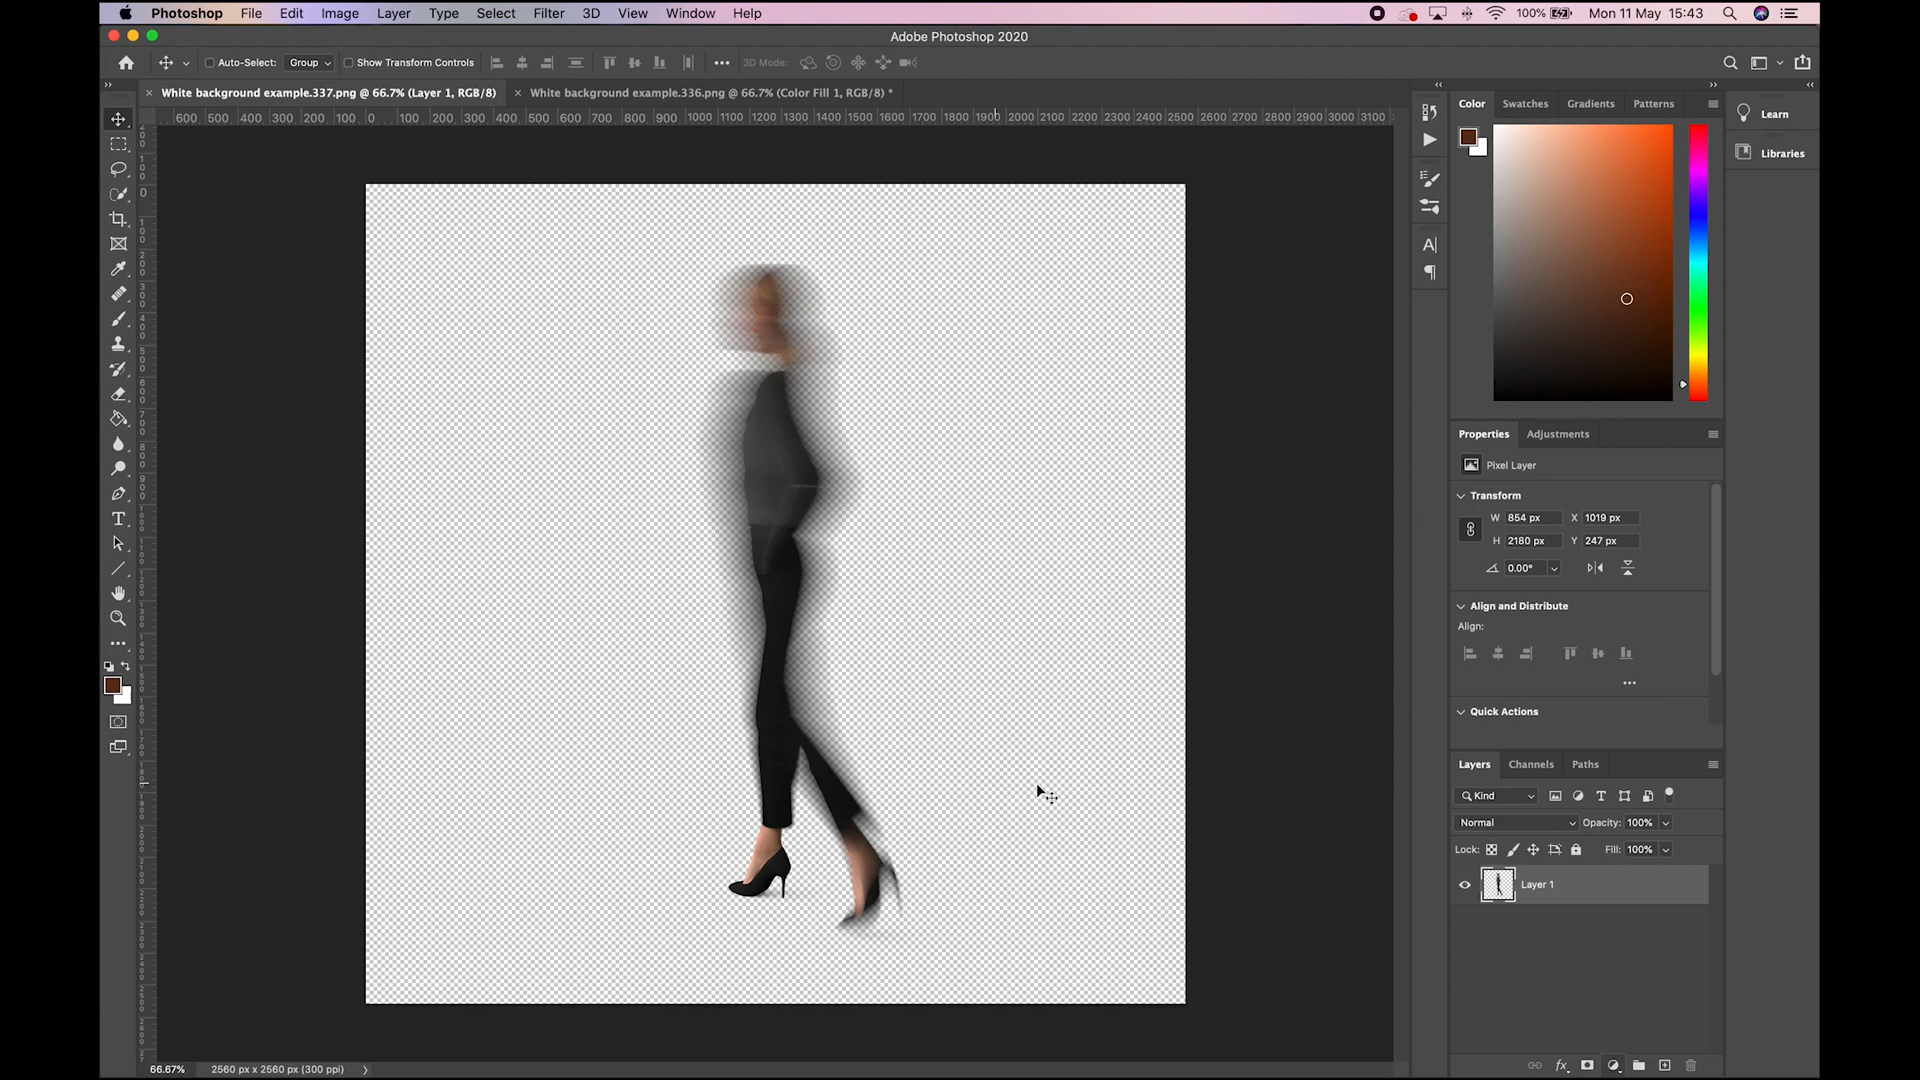 Photoshop File Edit Image Layer Type Select Filter 3D View Window Help 100% Mon 11 May 15:43
Adobe Photoshop 2020
Auto-Select: Group Show Transform Controls 3D Mode:
White background example.337.png @ 66.7% (Layer 1, RGB/8) White background example.336.png @ 66.7% (Color Fill 1, RGB/8) *
600 500 400 300 200 100 0 100 200 300 400 500 600 700 800 900 1000 1100 1200 1300 1400 1500 1600 1700 1800 1900 2000 2100 2200 2300 2400 2500 2600 2700 2800 2900 3000 3100
Color Swatches Gradients Patterns
Learn
Libraries
Properties Adjustments
Pixel Layer
Transform
W 854 px X 1019 px
H 2180 px Y 247 px
0.00°
Align and Distribute
Align:
Quick Actions
Layers Channels Paths
Kind
Normal Opacity: 100%
Lock: Fill: 100%
Layer 1
fx
66.67% 2560 px x 2560 px (300 ppi)